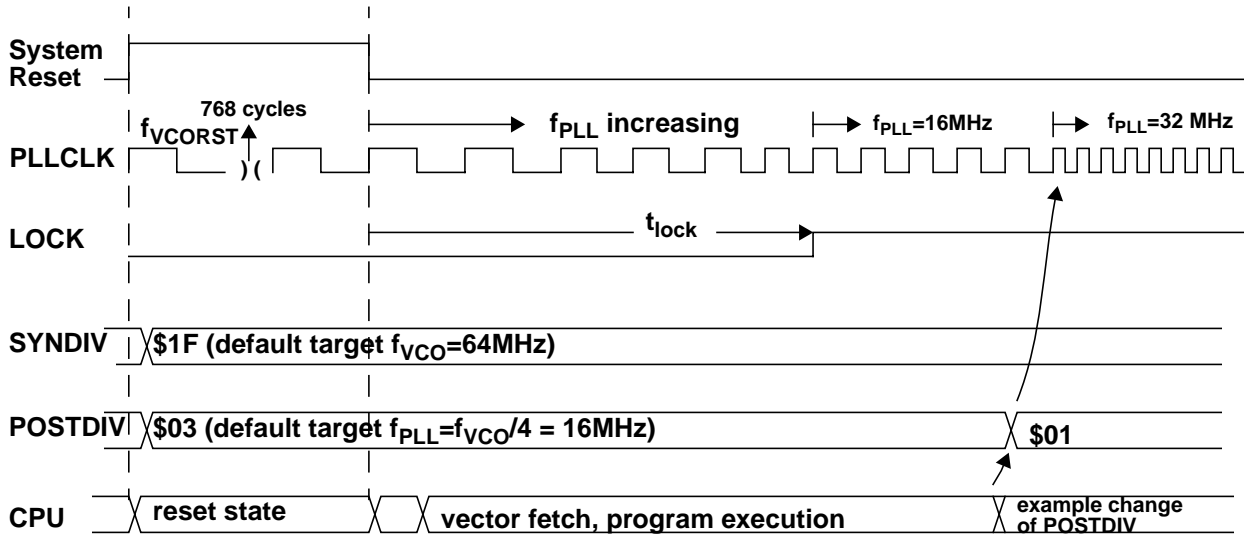 System
Reset
768 cycles
fVCORST
fPLL increasing
fPLL=16MHz
fPLL=32 MHz
PLLCLK
) (
LOCK
tlock
SYNDIV
$1F (default target fVCO=64MHz)
POSTDIV
$03 (default target fPLL=fVCO/4 = 16MHz)
$01
CPU
reset state
vector fetch, program execution
example change
of POSTDIV